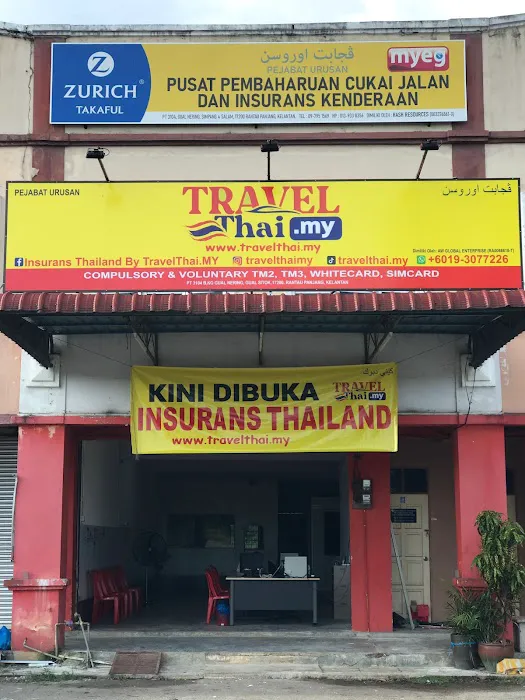 ZURICH®
TAKAFUL
ڤجابت اوروسن
PEJABAT URUSAN
myeg
PUSAT PEMBAHARUAN CUKAI JALAN
DAN INSURANS KENDERAAN
PEJABAT URUSAN
ڤجابت اوروسن
TRAVEL
Thai.my
www.travelthai.my
Insurans Thailand By TravelThai.MY
travelthaimy
travelthai.my
+6019-3077226
COMPULSORY & VOLUNTARY TM2, TM3, WHITECARD, SIMCARD
KINI DIBUKA
TRAVEL
Thai.my
INSURANS THAILAND
www.travelthai.my